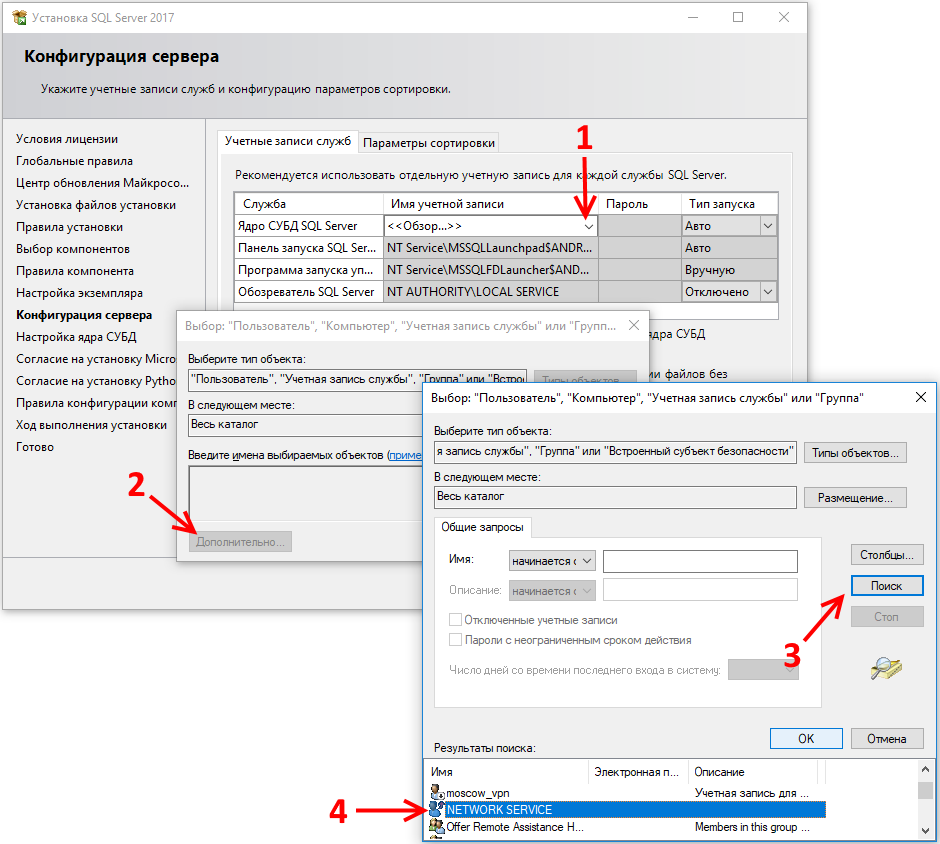 Установка SQL Server 2017
Конфигурация сервера
Укажите учетные записи служб и конфигурацию параметров сортировки.
Условия лицензии
Глобальные правила
Центр обновления Майкросо...
Установка файлов установки
Правила установки
Выбор компонентов
Правила компонента
Настройка экземпляра
Конфигурация сервера
Настройка ядра СУБД
Согласие на установку Micro
Согласие на установку Pytho
Правила конфигурации комп
Ход выполнения установки
Готово
Учетные записи служб Параметры сортировки
1
Рекомендуется использовать отдельную учетную запись для каждой службы SQL Server.
Служба Имя учетной записи Пароль Тип запуска
Ядро СУБД SQL Server <<Обзор...>> Авто
Панель запуска SQL Ser... NT Service\MSSQLLaunchpad$ANDR... Авто
Программа запуска уп... NT Service\MSSQLFDLauncher$AND... Вручную
Обозреватель SQL Server NT AUTHORITY\LOCAL SERVICE Отключено
ядра СУБД
ии файлов без
Выбор: "Пользователь", "Компьютер", "Учетная запись службы" или "Групп...
Выберите тип объекта:
"Пользователь", "Учетная запись службы", "Группа" или "Встро
Типы объектов...
В следующем месте:
Весь каталог
Введите имена выбираемых объектов (приме
2
Дополнительно...
Выбор: "Пользователь", "Компьютер", "Учетная запись службы" или "Группа"
Выберите тип объекта:
я запись службы", "Группа" или "Встроенный субъект безопасности"
Типы объектов...
В следующем месте:
Весь каталог
Размещение...
Общие запросы
Имя: начинается с
Описание: начинается с
Отключенные учетные записи
Пароли с неограниченным сроком действия
Число дней со времени последнего входа в систему:
Столбцы...
Поиск
Стоп
3
OK
Отмена
Результаты поиска:
Имя Электронная п... Описание
moscow_vpn Учетная запись для ...
4
NETWORK SERVICE
Offer Remote Assistance H... Members in this group ...